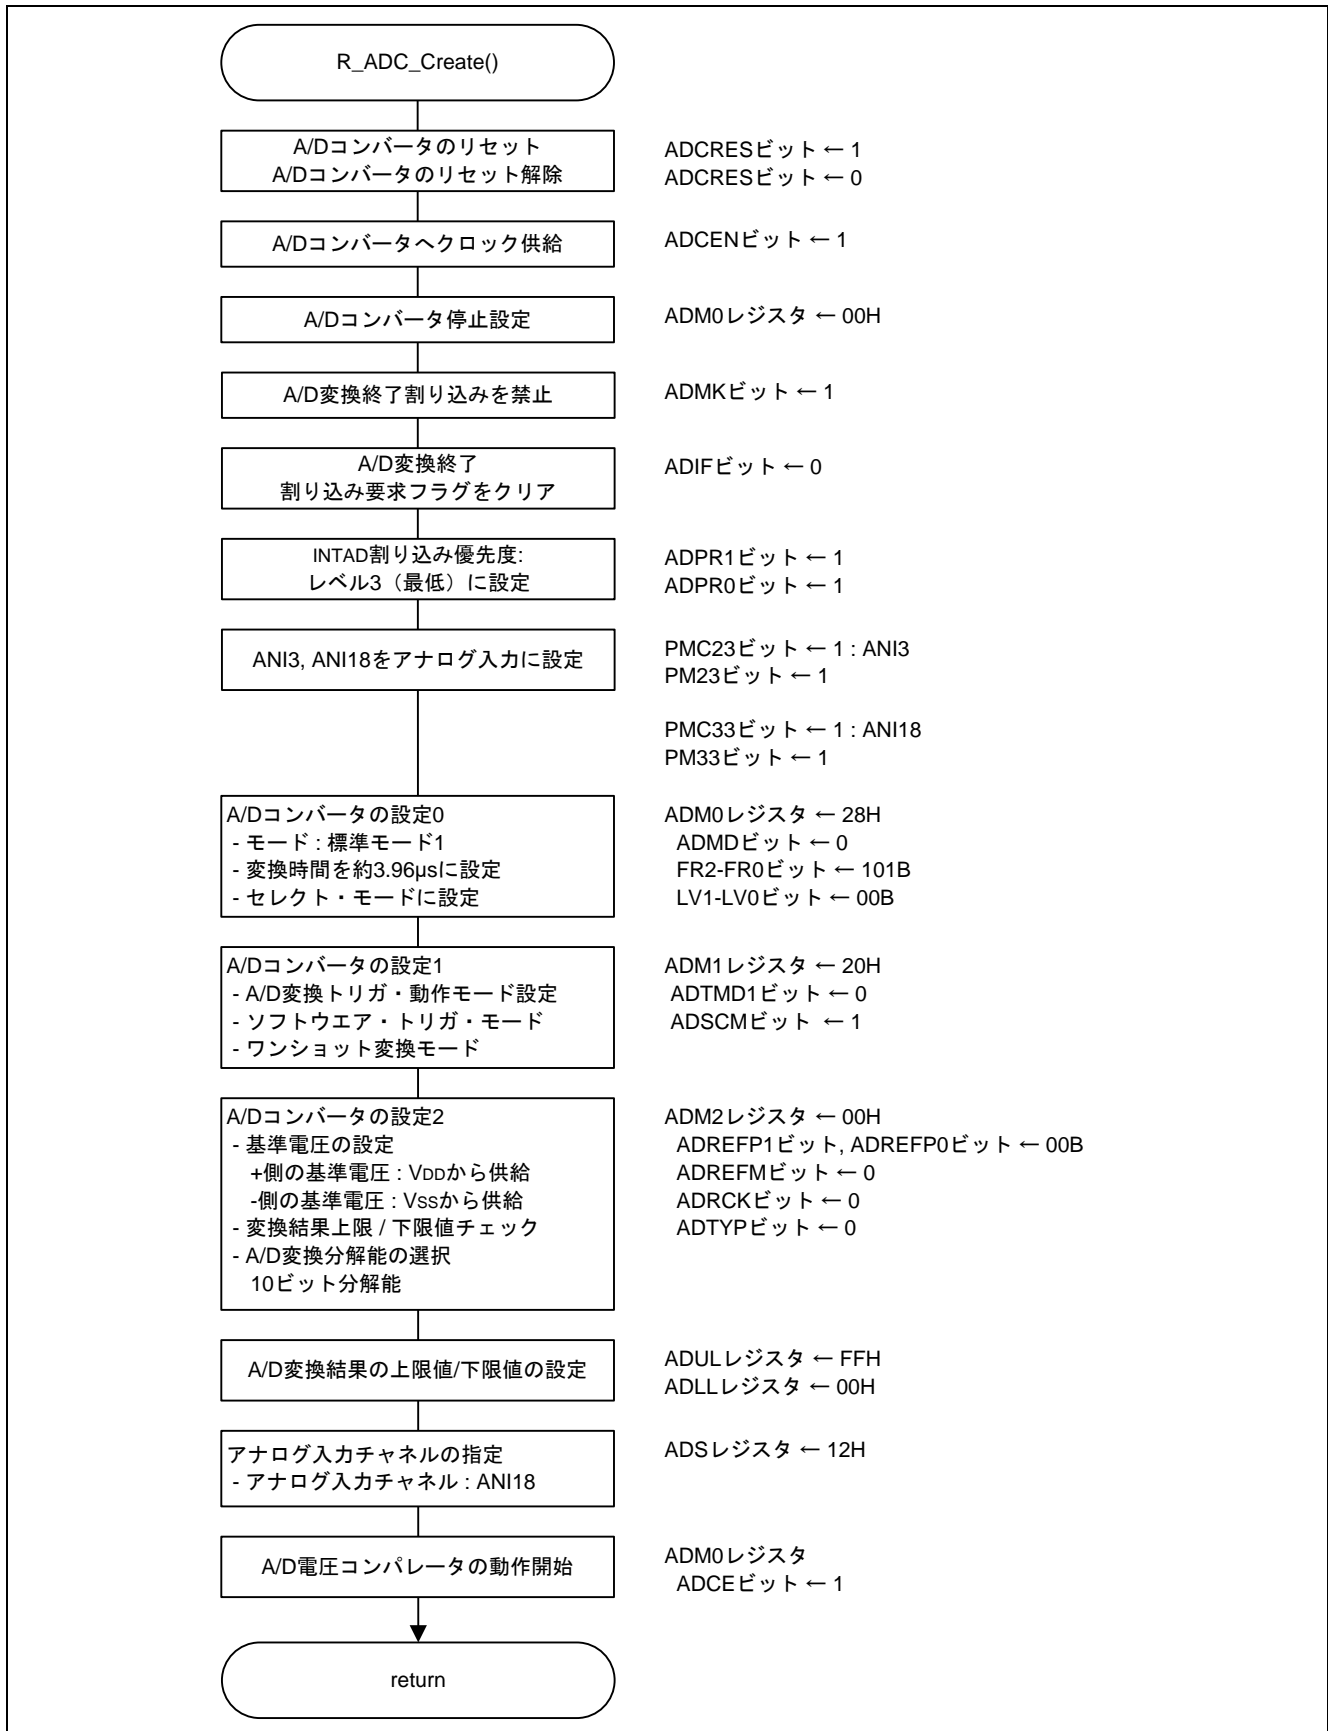 R_ADC_Create()
A/Dコンバータのリセット
A/Dコンバータのリセット解除
ADCRESビット ← 1
ADCRESビット ← 0
A/Dコンバータへクロック供給
ADCENビット ← 1
A/Dコンバータ停止設定
ADM0レジスタ ← 00H
A/D変換終了割り込みを禁止
ADMKビット ← 1
A/D変換終了
割り込み要求フラグをクリア
ADIFビット ← 0
INTAD割り込み優先度:
レベル3（最低）に設定
ADPR1ビット ← 1
ADPR0ビット ← 1
ANI3, ANI18をアナログ入力に設定
PMC23ビット ← 1 : ANI3
PM23ビット ← 1
PMC33ビット ← 1 : ANI18
PM33ビット ← 1
A/Dコンバータの設定0
- モード : 標準モード1
- 変換時間を約3.96µsに設定
- セレクト・モードに設定
ADM0レジスタ ← 28H
ADMDビット ← 0
FR2-FR0ビット ← 101B
LV1-LV0ビット ← 00B
A/Dコンバータの設定1
- A/D変換トリガ・動作モード設定
- ソフトウエア・トリガ・モード
- ワンショット変換モード
ADM1レジスタ ← 20H
ADTMD1ビット ← 0
ADSCMビット ← 1
A/Dコンバータの設定2
- 基準電圧の設定
+側の基準電圧 : VDDから供給
-側の基準電圧 : VSSから供給
- 変換結果上限 / 下限値チェック
- A/D変換分解能の選択
10ビット分解能
ADM2レジスタ ← 00H
ADREFP1ビット, ADREFP0ビット ← 00B
ADREFMビット ← 0
ADRCKビット ← 0
ADTYPビット ← 0
A/D変換結果の上限値/下限値の設定
ADULレジスタ ← FFH
ADLLレジスタ ← 00H
アナログ入力チャネルの指定
- アナログ入力チャネル : ANI18
ADSレジスタ ← 12H
A/D電圧コンパレータの動作開始
ADM0レジスタ
ADCEビット ← 1
return